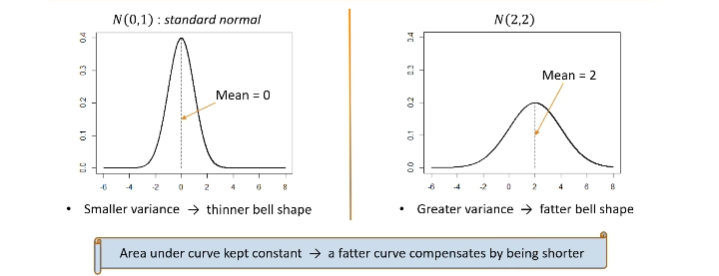 N(0,1) : standard normal
0.4
0.3
0.2
0.1
0.0
Mean = 0
-6 -4 -2 0 2 4 6 8
• Smaller variance → thinner bell shape
N(2,2)
0.4
0.3
0.2
0.1
0.0
Mean = 2
-6 -4 -2 0 2 4 6 8
• Greater variance → fatter bell shape
Area under curve kept constant → a fatter curve compensates by being shorter